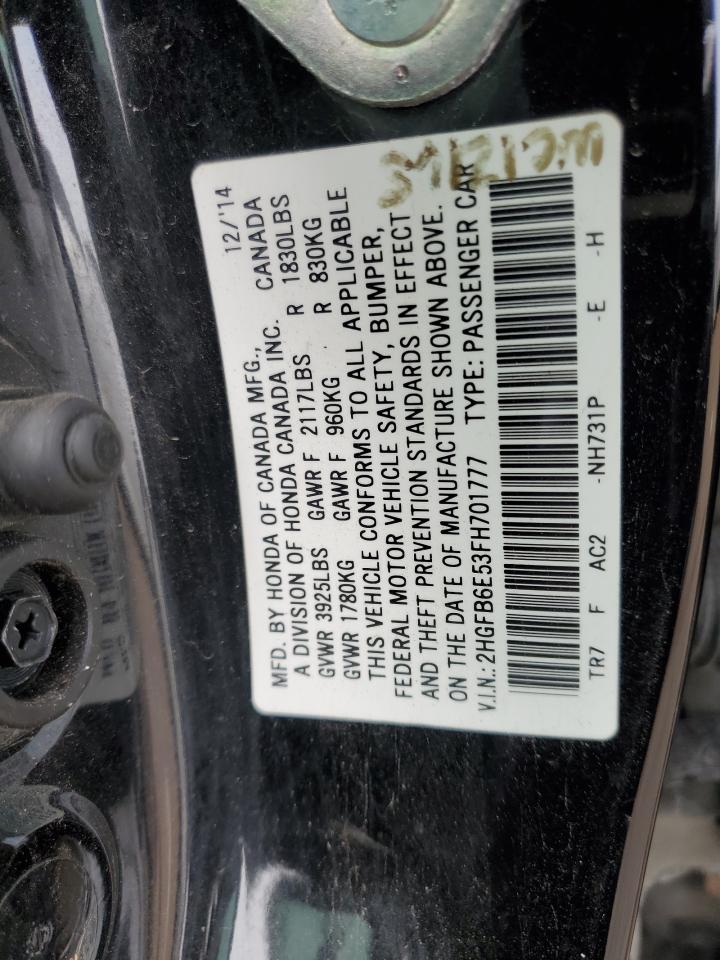 12/'14
MFD. BY HONDA OF CANADA MFG.,
A DIVISION OF HONDA CANADA INC. CANADA
GVWR 3925LBS GAWR F 2117LBS R 1830LBS
GVWR 1780KG GAWR F 960KG R 830KG
THIS VEHICLE CONFORMS TO ALL APPLICABLE
FEDERAL MOTOR VEHICLE SAFETY, BUMPER,
AND THEFT PREVENTION STANDARDS IN EFFECT
ON THE DATE OF MANUFACTURE SHOWN ABOVE.
V.I.N.: 2HGFB6E53FH701777 TYPE: PASSENGER CAR
TR7 F AC2 -NH731P -E -H